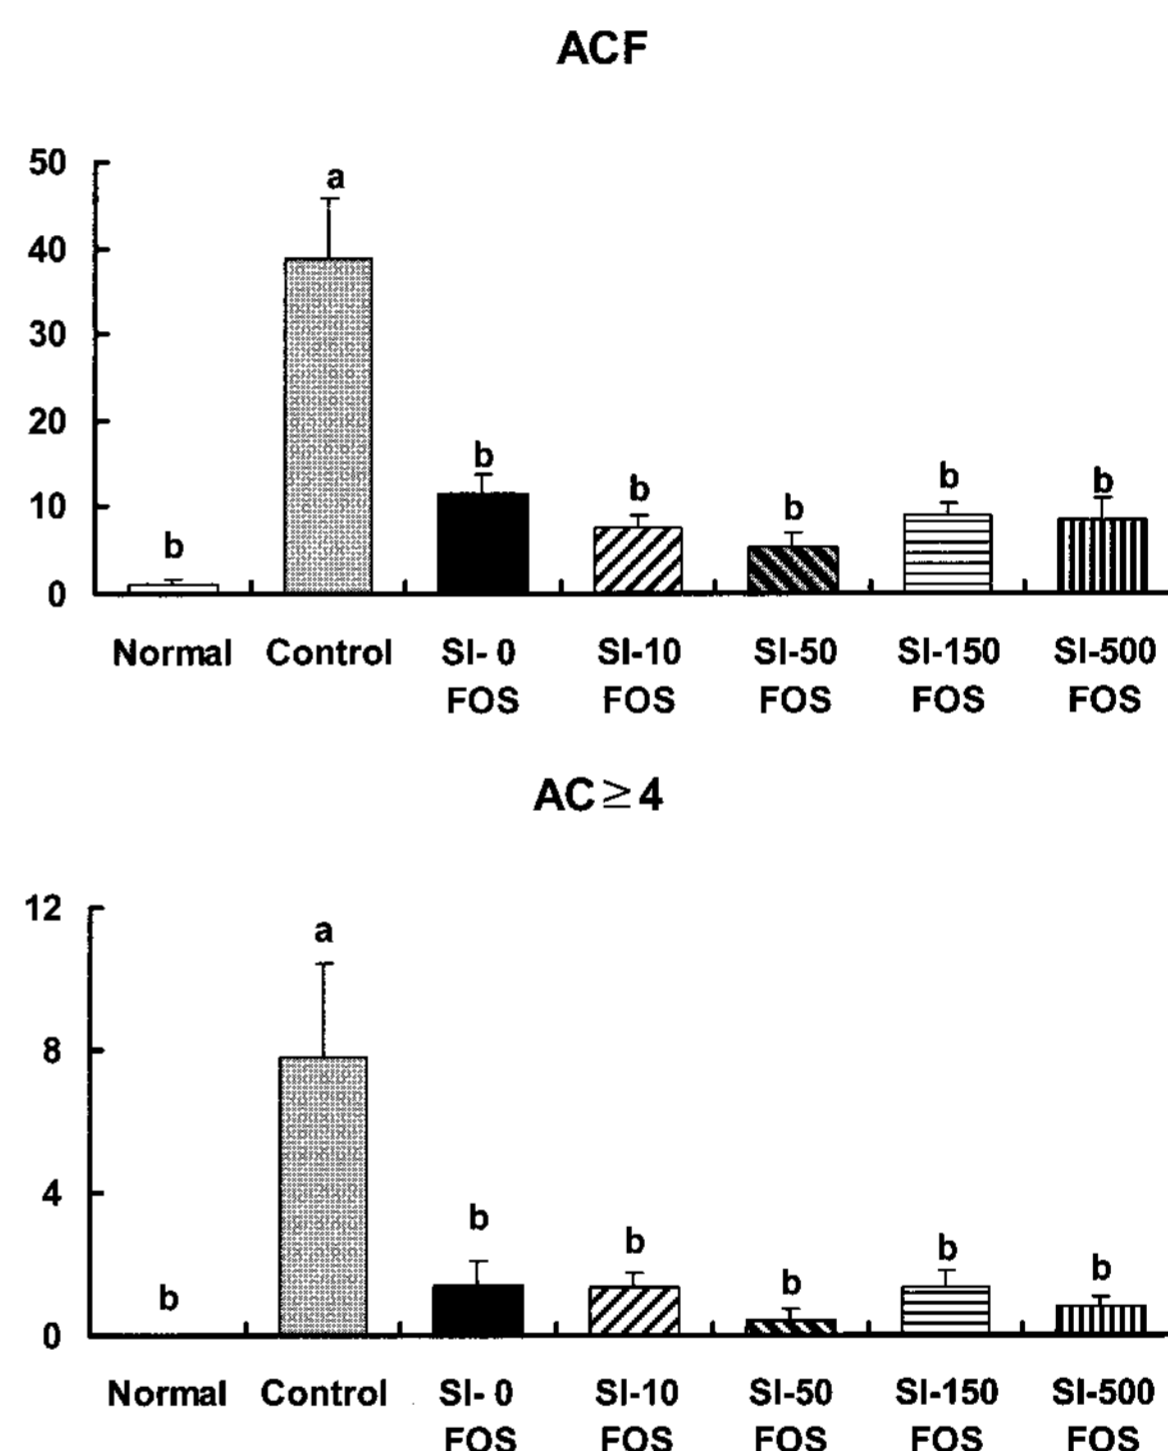 ACF
50
a
40
30
20
b
b
b
b
b
10
b
0
Normal Control SI- 0 SI-10 SI-50 SI-150 SI-500
FOS FOS FOS FOS FOS
AC≥4
12
a
8
4
b
b
b
b
b
b
0
Normal Control SI- 0 SI-10 SI-50 SI-150 SI-500
FOS FOS FOS FOS FOS